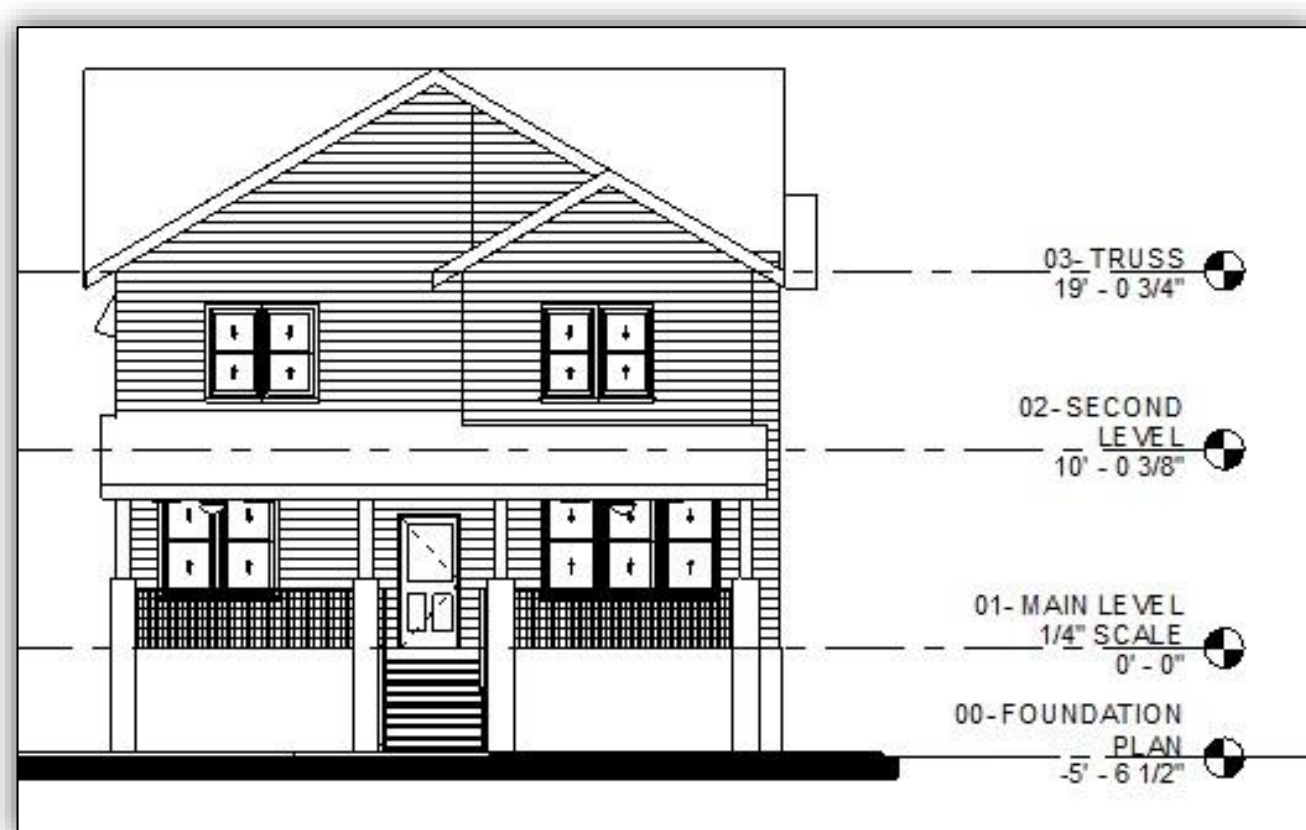 03-TRUSS
19' - 0 3/4"
02-SECOND
LEVEL
10' - 0 3/8"
01-MAIN LEVEL
1/4" SCALE
0' - 0"
00-FOUNDATION
PLAN
-5' - 6 1/2"